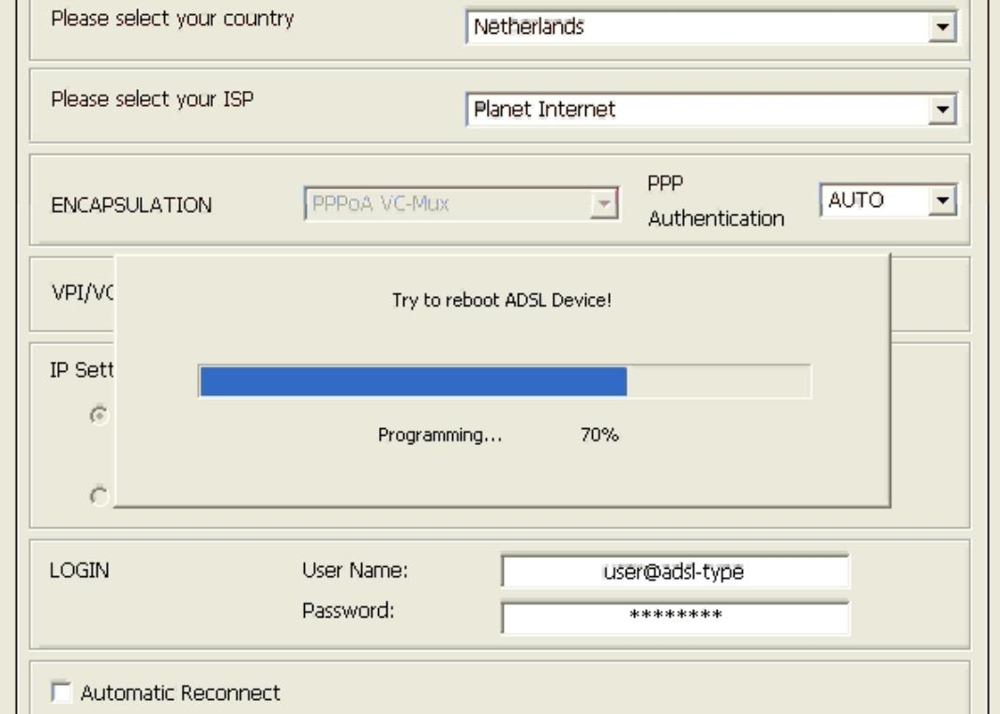 Please select your country
Netherlands
Please select your ISP
Planet Internet
ENCAPSULATION
PPPoA VC-Mux
PPP
Authentication
AUTO
VPI/VC
Try to reboot ADSL Device!
IP Sett
Programming... 70%
LOGIN
User Name:
user@adsl-type
Password:
********
Automatic Reconnect